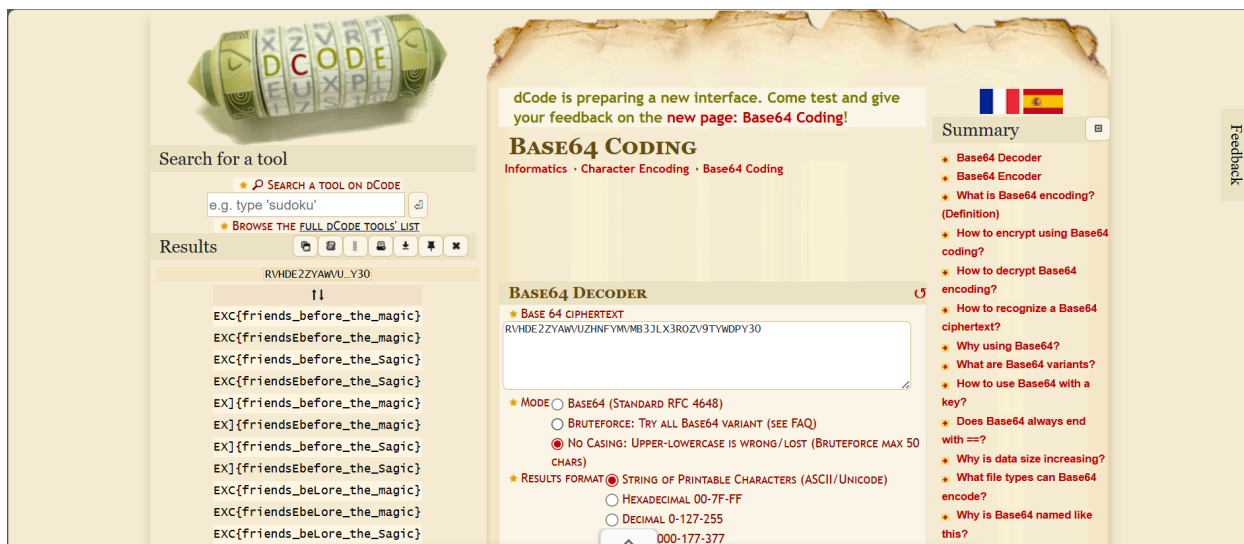 DCODE
dCode is preparing a new interface. Come test and give
your feedback on the new page: Base64 Coding!
Search for a tool
★ SEARCH A TOOL ON DCODE
e.g. type 'sudoku'
★ BROWSE THE FULL DCODE TOOLS' LIST
Results
RVHDE2ZYAWVU…Y30
↑↓
EXC{friends_before_the_magic}
EXC{friendsEbefore_the_magic}
EXC{friends_before_the_Sagic}
EXC{friendsEbefore_the_Sagic}
EX]{friends_before_the_magic}
EX]{friendsEbefore_the_magic}
EX]{friends_before_the_Sagic}
EX]{friendsEbefore_the_Sagic}
EXC{friends_beLore_the_magic}
EXC{friendsEbeLore_the_magic}
EXC{friends_beLore_the_Sagic}
BASE64 CODING
Informatics › Character Encoding › Base64 Coding
BASE64 DECODER
★ BASE 64 CIPHERTEXT
RVHDE2ZYAWVUZHNFYMVMB3JLX3ROZV9TYWDPY30
★ MODE BASE64 (STANDARD RFC 4648)
BRUTEFORCE: TRY ALL BASE64 VARIANT (SEE FAQ)
NO CASING: UPPER-LOWERCASE IS WRONG/LOST (BRUTEFORCE MAX 50
CHARS)
★ RESULTS FORMAT STRING OF PRINTABLE CHARACTERS (ASCII/UNICODE)
HEXADECIMAL 00-7F-FF
DECIMAL 0-127-255
000-177-377
Summary
Base64 Decoder
Base64 Encoder
What is Base64 encoding?
(Definition)
How to encrypt using Base64
coding?
How to decrypt Base64
encoding?
How to recognize a Base64
ciphertext?
Why using Base64?
What are Base64 variants?
How to use Base64 with a
key?
Does Base64 always end
with ==?
Why is data size increasing?
What file types can Base64
encode?
Why is Base64 named like
this?
Feedback